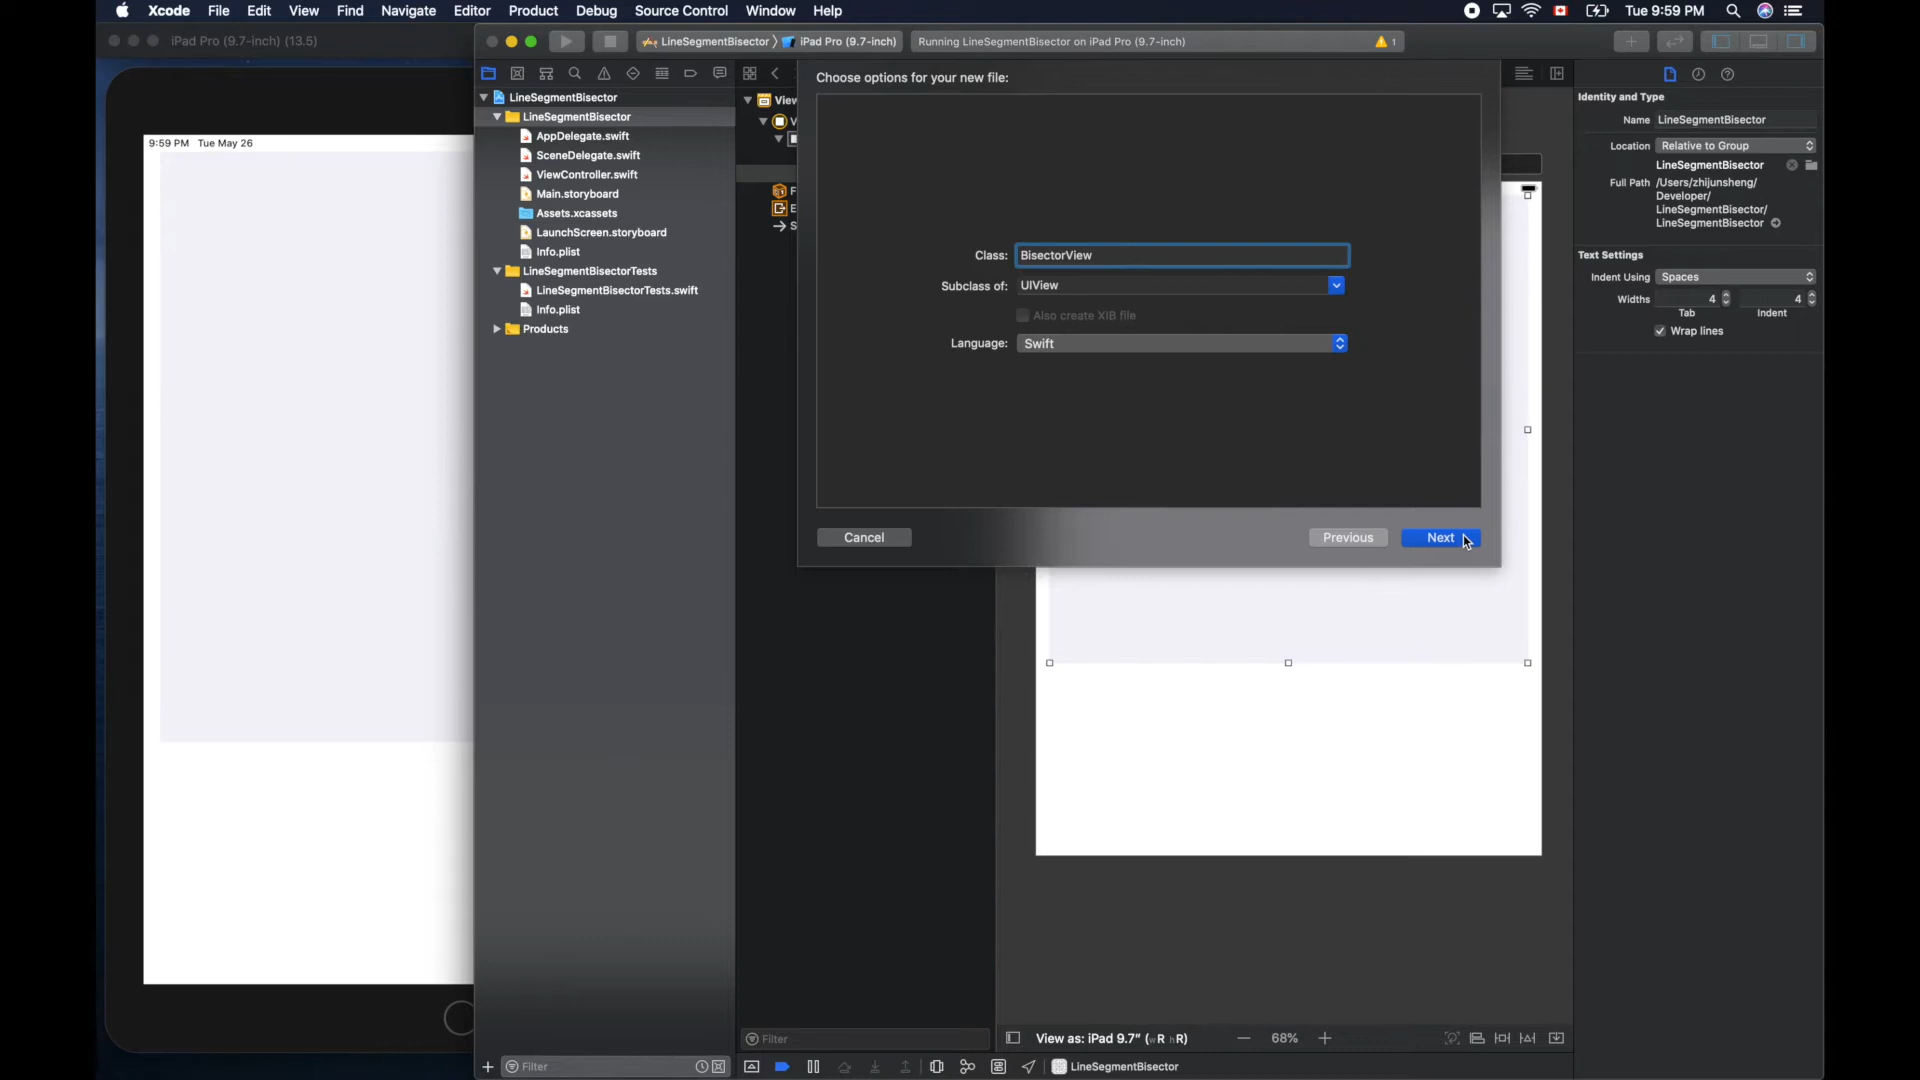 Xcode File Edit View Find Navigate Editor Product Debug Source Control Window Help Tue 9:59 PM
iPad Pro (9.7-inch) (13.5)
LineSegmentBisector iPad Pro (9.7-inch) Running LineSegmentBisector on iPad Pro (9.7-inch) 1
9:59 PM Tue May 26
LineSegmentBisector
LineSegmentBisector
AppDelegate.swift
SceneDelegate.swift
ViewController.swift
Main.storyboard
Assets.xcassets
LaunchScreen.storyboard
Info.plist
LineSegmentBisectorTests
LineSegmentBisectorTests.swift
Info.plist
Products
Filter
View
V
F
E
S
Filter
Choose options for your new file:
Class: BisectorView
Subclass of: UIView
Also create XIB file
Language: Swift
Cancel Previous Next
View as: iPad 9.7" (wR hR) 68%
LineSegmentBisector
Identity and Type
Name LineSegmentBisector
Location Relative to Group
LineSegmentBisector
Full Path /Users/zhijunsheng/
Developer/
LineSegmentBisector/
LineSegmentBisector
Text Settings
Indent Using Spaces
Widths 4 4
Tab Indent
Wrap lines